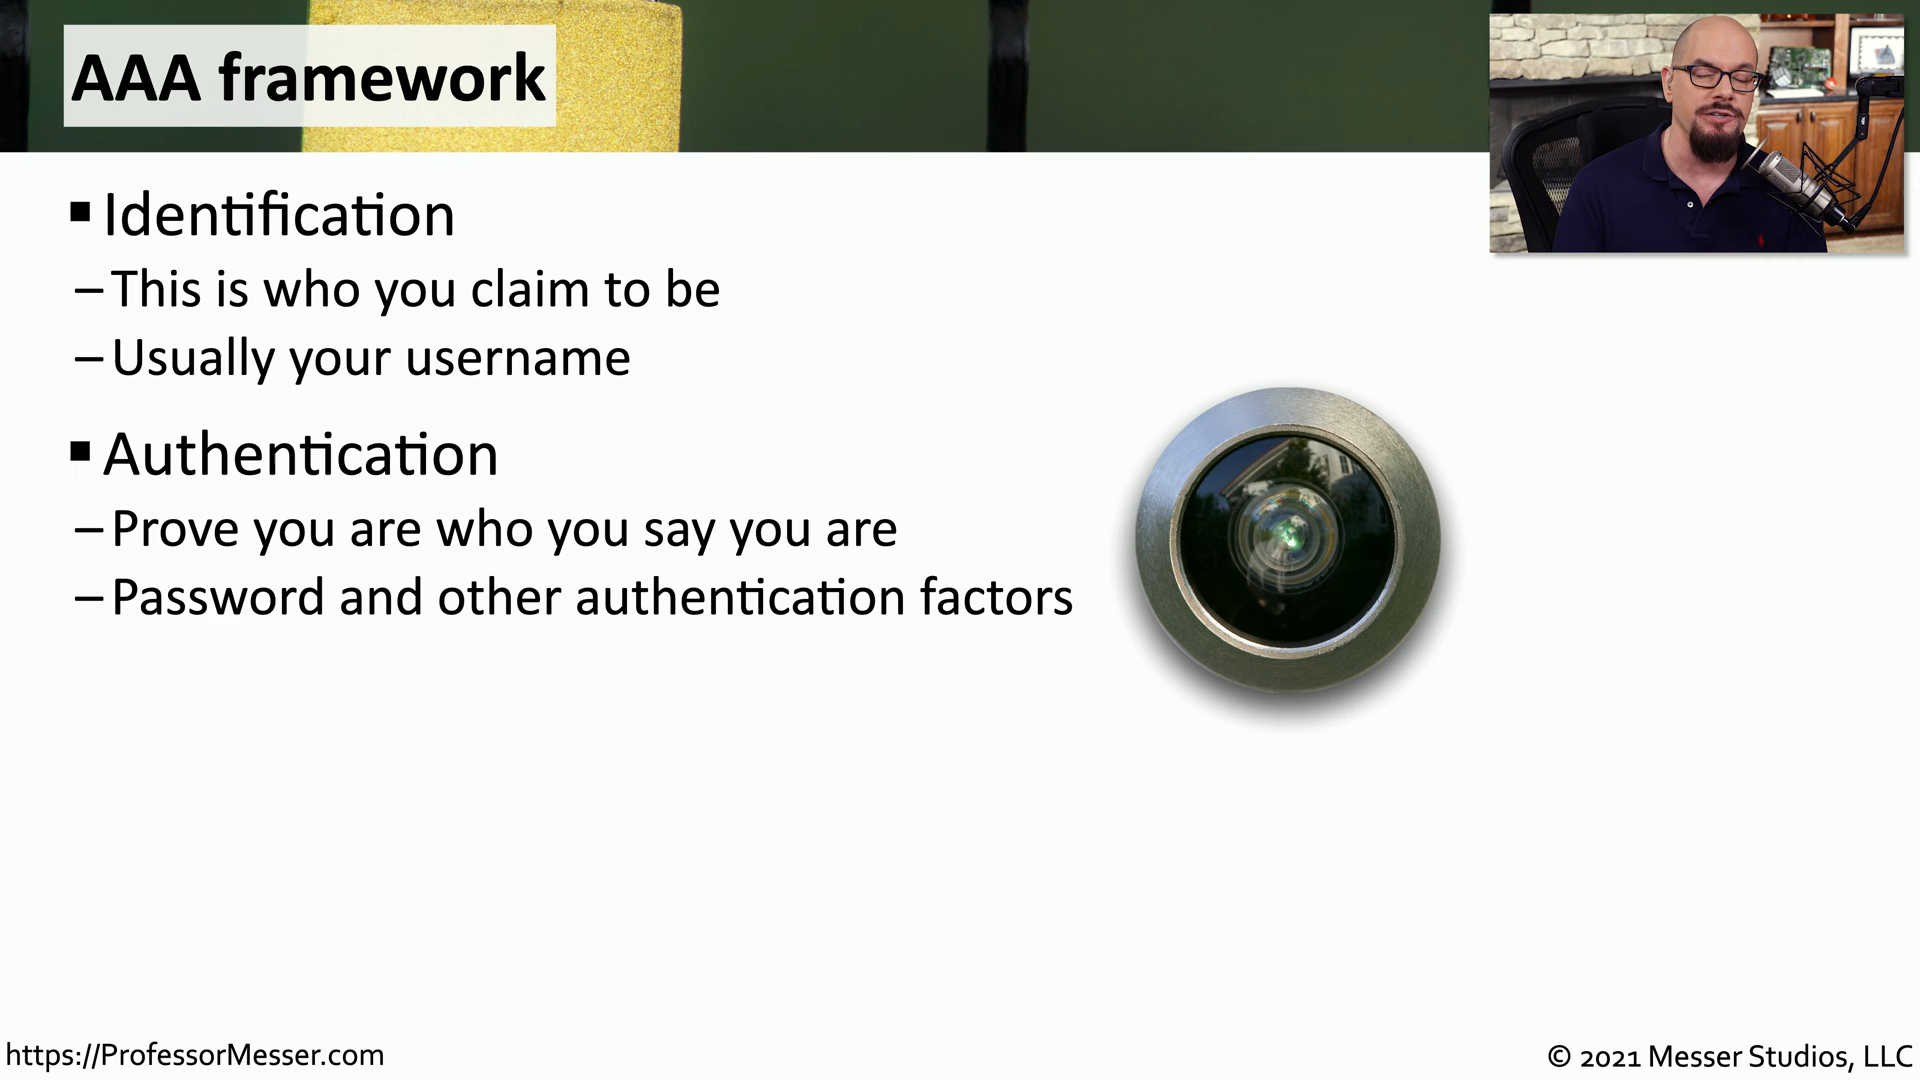 AAA framework
▪ Identification
– This is who you claim to be
– Usually your username
▪ Authentication
– Prove you are who you say you are
– Password and other authentication factors
https://ProfessorMesser.com
© 2021 Messer Studios, LLC